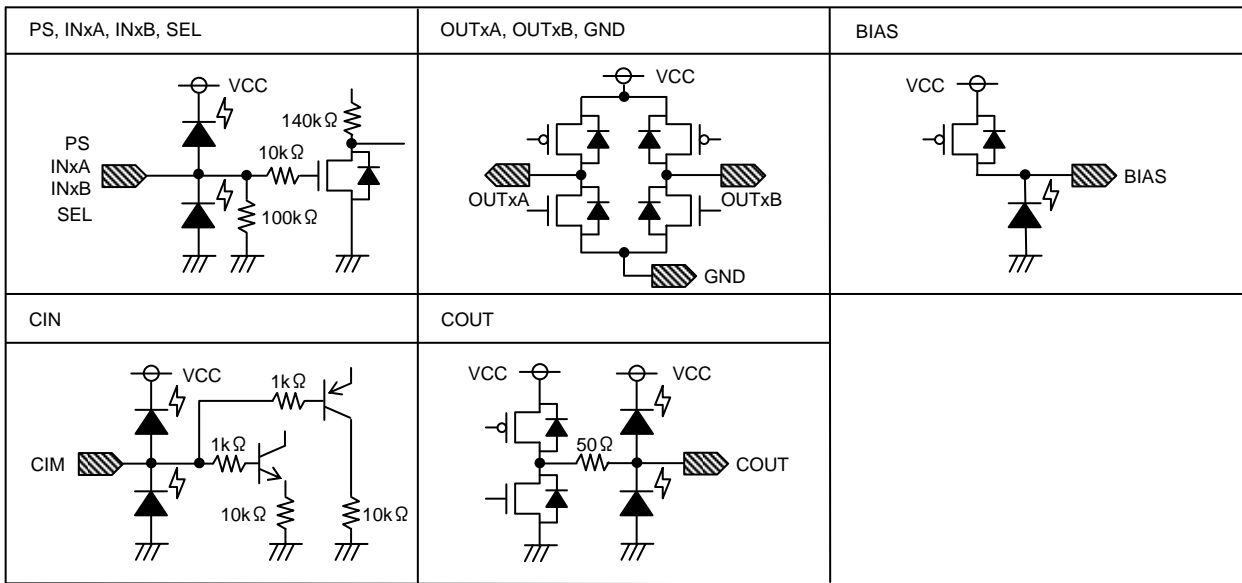 PS, INxA, INxB, SEL
OUTxA, OUTxB, GND
BIAS
VCC
140kΩ
PS
INxA
INxB
SEL
10kΩ
100kΩ
VCC
OUTxA
OUTxB
GND
VCC
BIAS
CIN
COUT
VCC
1kΩ
1kΩ
CIM
10kΩ
10kΩ
VCC
VCC
50Ω
COUT